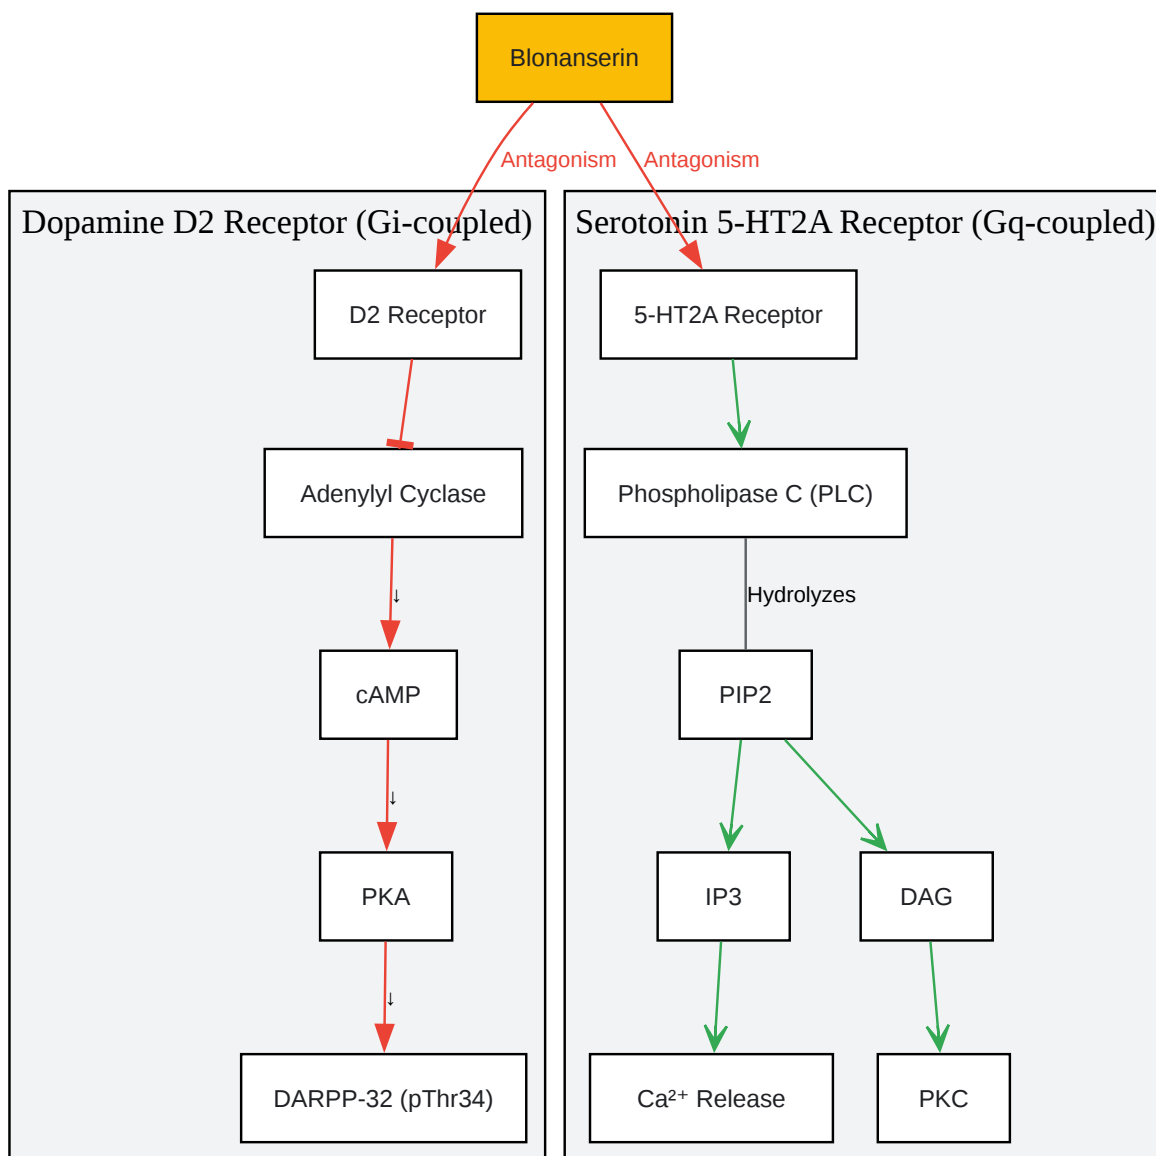 Blonanserin
Antagonism
Antagonism
Dopamine D2 Receptor (Gi-coupled)
Serotonin 5-HT2A Receptor (Gq-coupled)
D2 Receptor
5-HT2A Receptor
Adenylyl Cyclase
Phospholipase C (PLC)
↓
Hydrolyzes
cAMP
PIP2
↓
PKA
IP3
DAG
↓
DARPP-32 (pThr34)
Ca²⁺ Release
PKC